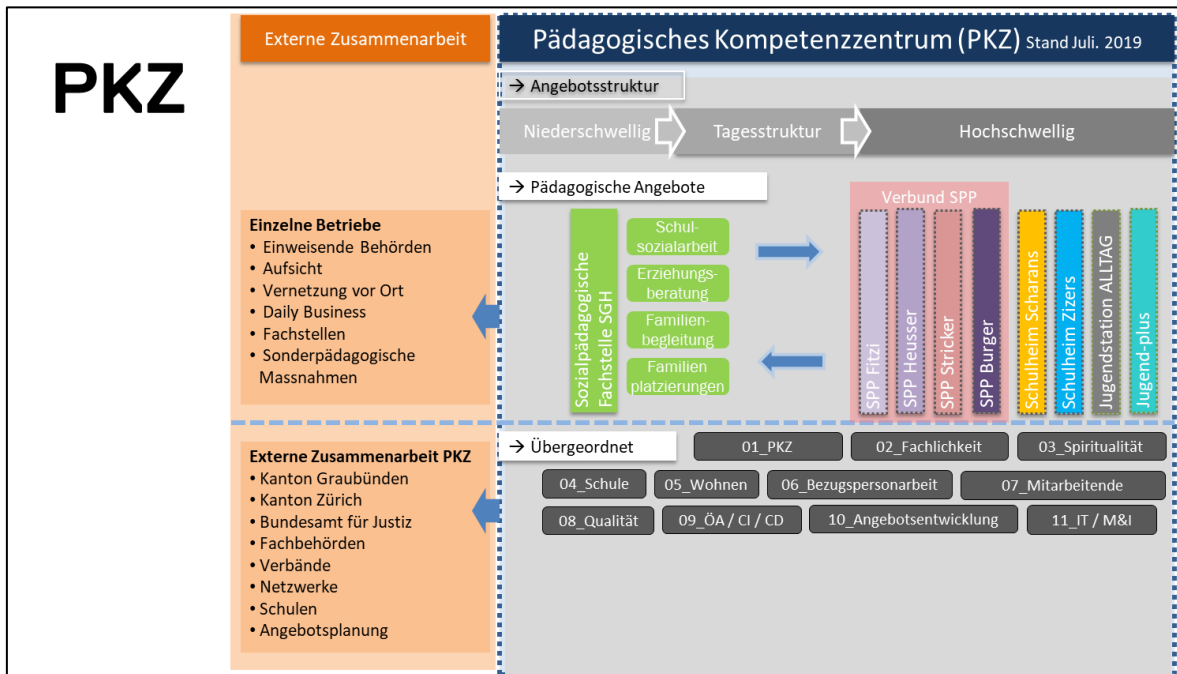 PKZ
Externe Zusammenarbeit
Pädagogisches Kompetenzzentrum (PKZ) Stand Juli. 2019
→ Angebotsstruktur
Niederschwellig
Tagesstruktur
Hochschwellig
→ Pädagogische Angebote
Verbund SPP
Einzelne Betriebe
• Einweisende Behörden
• Aufsicht
• Vernetzung vor Ort
• Daily Business
• Fachstellen
• Sonderpädagogische
Massnahmen
Sozialpädagogische
Fachstelle SGH
Schul-
sozialarbeit
Erziehungs-
beratung
Familien-
begleitung
Familien
platzierungen
SPP Fitzi
SPP Heusser
SPP Stricker
SPP Burger
Schulheim Scharans
Schulheim Zizers
Jugendstation ALLTAG
Jugend-plus
Externe Zusammenarbeit PKZ
• Kanton Graubünden
• Kanton Zürich
• Bundesamt für Justiz
• Fachbehörden
• Verbände
• Netzwerke
• Schulen
• Angebotsplanung
→ Übergeordnet
01_PKZ
02_Fachlichkeit
03_Spiritualität
04_Schule
05_Wohnen
06_Bezugspersonarbeit
07_Mitarbeitende
08_Qualität
09_ÖA / CI / CD
10_Angebotsentwicklung
11_IT / M&I